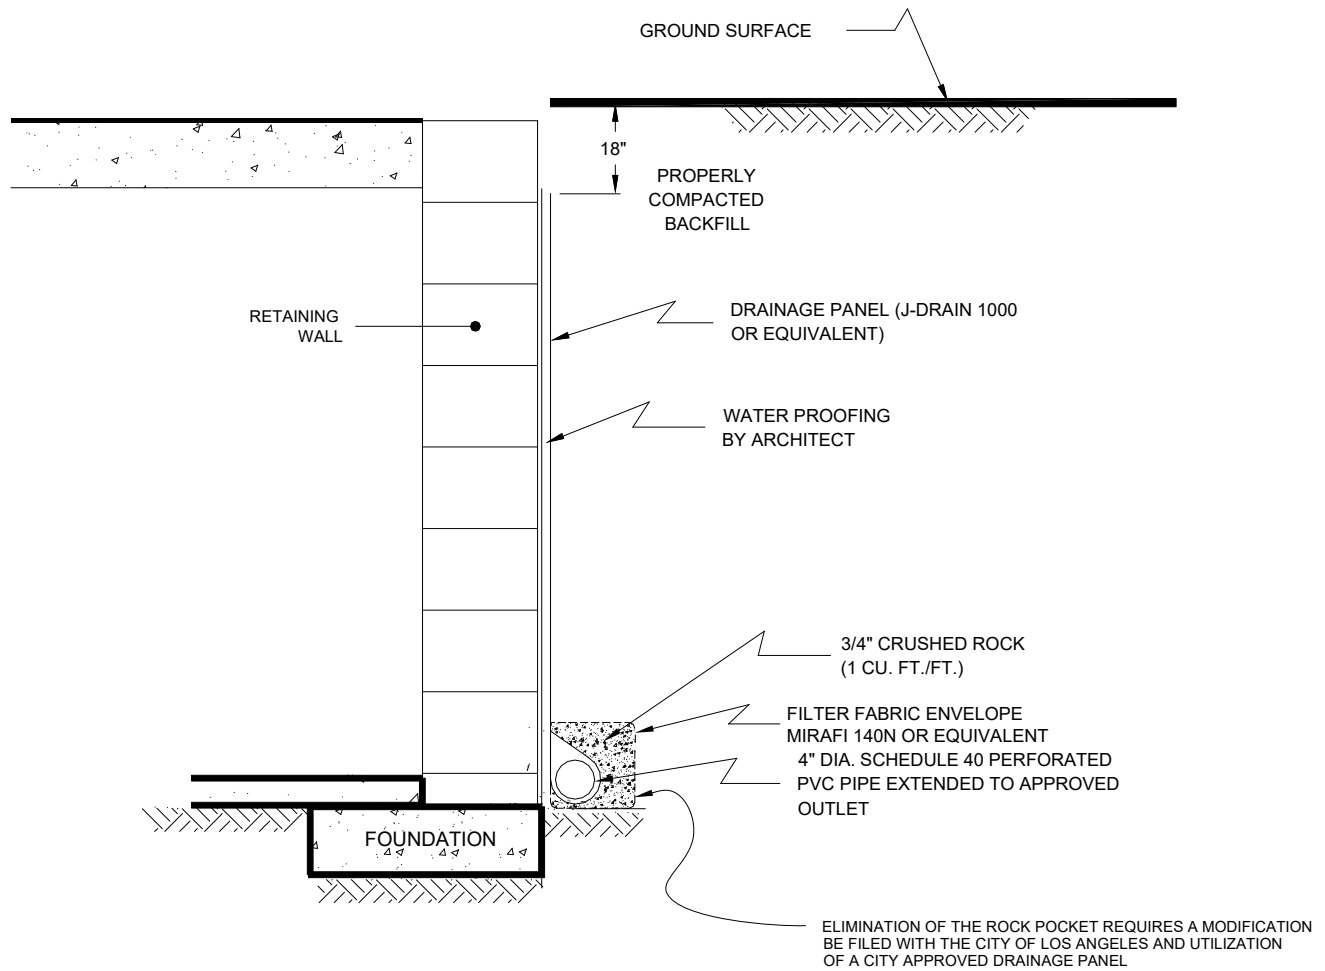 GROUND SURFACE
18"
PROPERLY
COMPACTED
BACKFILL
RETAINING
WALL
DRAINAGE PANEL (J-DRAIN 1000
OR EQUIVALENT)
WATER PROOFING
BY ARCHITECT
3/4" CRUSHED ROCK
(1 CU. FT./FT.)
FILTER FABRIC ENVELOPE
MIRAFI 140N OR EQUIVALENT
4" DIA. SCHEDULE 40 PERFORATED
PVC PIPE EXTENDED TO APPROVED
OUTLET
FOUNDATION
ELIMINATION OF THE ROCK POCKET REQUIRES A MODIFICATION
BE FILED WITH THE CITY OF LOS ANGELES AND UTILIZATION
OF A CITY APPROVED DRAINAGE PANEL